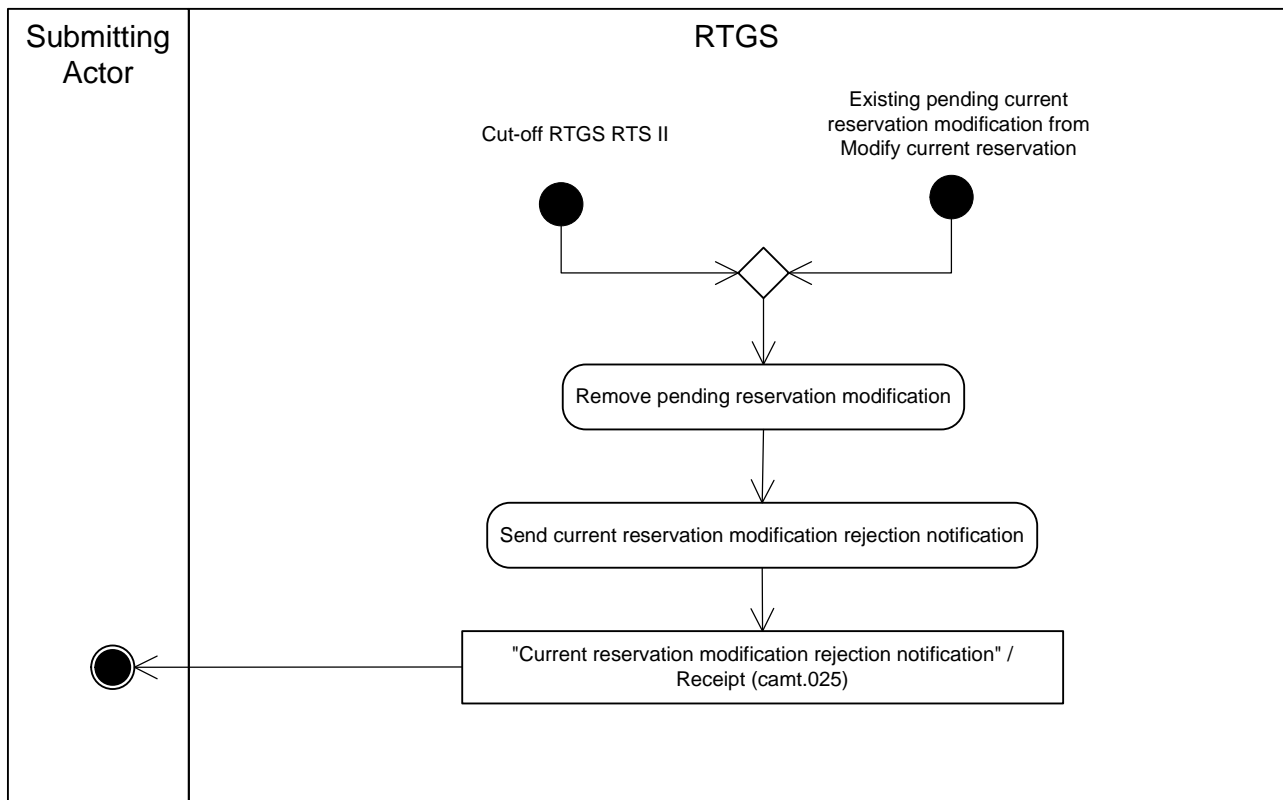 Submitting
Actor
RTGS
Cut-off RTGS RTS II
Existing pending current
reservation modification from
Modify current reservation
Remove pending reservation modification
Send current reservation modification rejection notification
"Current reservation modification rejection notification" /
Receipt (camt.025)